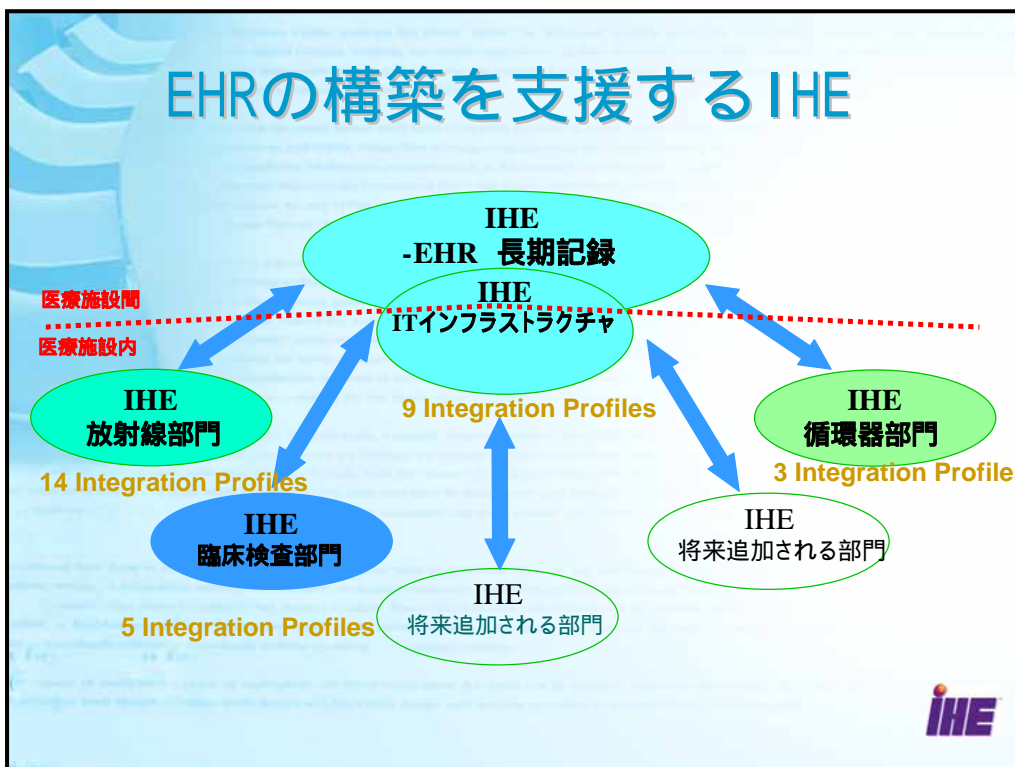 EHRの構築を支援するIHE
IHE
-EHR 長期記録
IHE
ITインフラストラクチャ
医療施設間
医療施設内
9 Integration Profiles
IHE
放射線部門
14 Integration Profiles
IHE
循環器部門
3 Integration Profiles
IHE
臨床検査部門
5 Integration Profiles
IHE
将来追加される部門
IHE
将来追加される部門
IHE